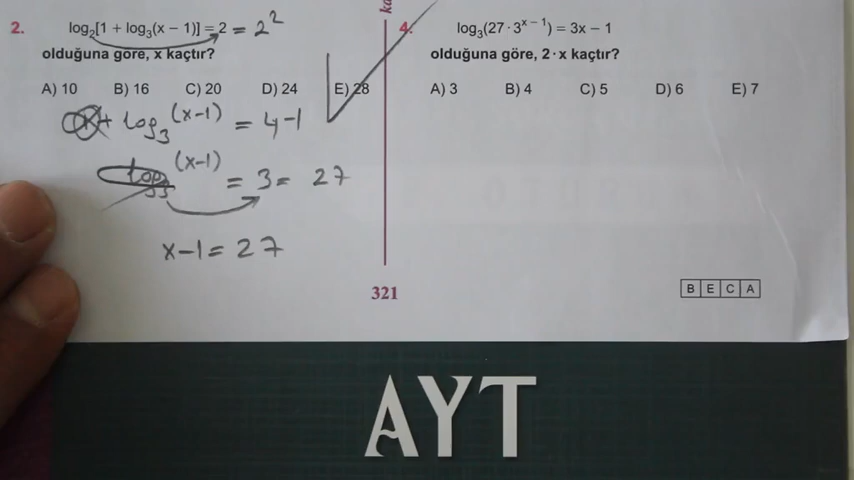 2. log₂[1 + log₃(x − 1)] = 2 = 2²
olduğuna göre, x kaçtır?
A) 10 B) 16 C) 20 D) 24 E) 28
+ log₃(x-1) = 4-1
log₃(x-1) = 3 = 27
x-1 = 27
4. log₃(27 · 3ˣ⁻¹) = 3x − 1
olduğuna göre, 2 · x kaçtır?
A) 3 B) 4 C) 5 D) 6 E) 7
321
B E C A
AYT